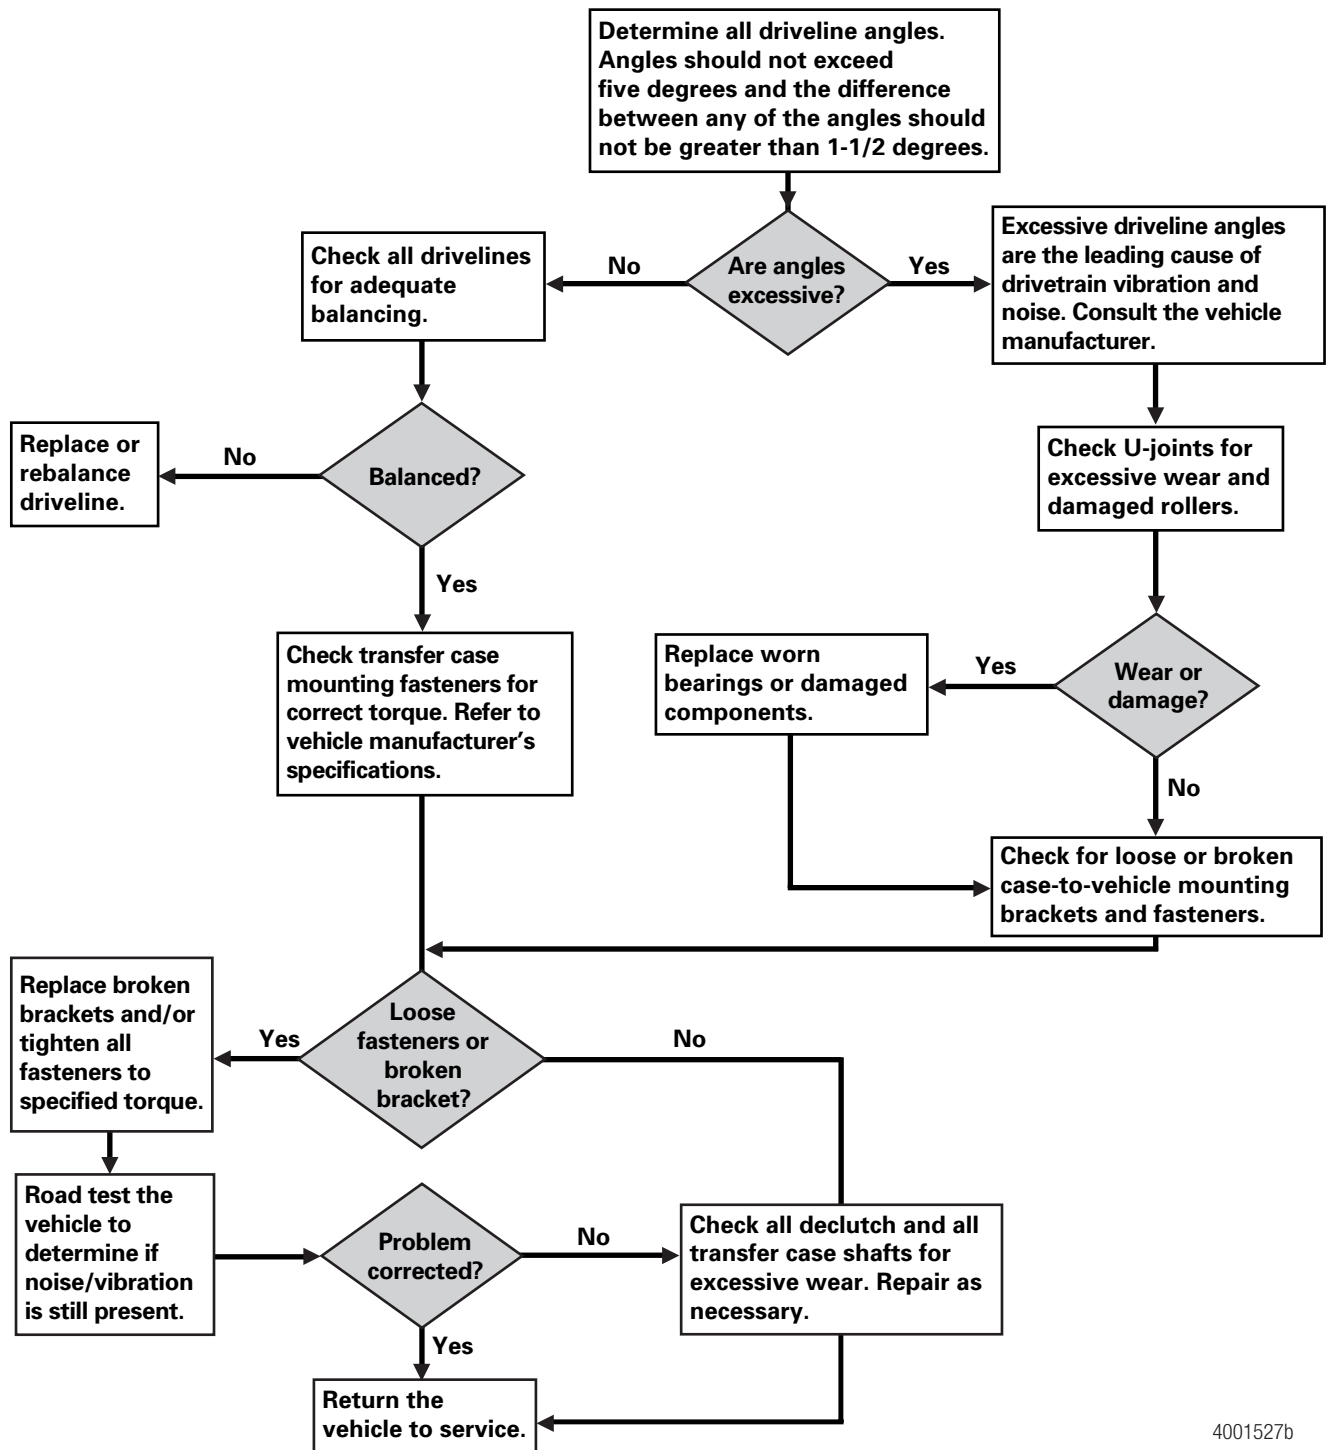 Determine all driveline angles.
Angles should not exceed
five degrees and the difference
between any of the angles should
not be greater than 1-1/2 degrees.
Are angles
excessive?
No
Yes
Check all drivelines
for adequate
balancing.
Excessive driveline angles
are the leading cause of
drivetrain vibration and
noise. Consult the vehicle
manufacturer.
Balanced?
No
Replace or
rebalance
driveline.
Yes
Check U-joints for
excessive wear and
damaged rollers.
Check transfer case
mounting fasteners for
correct torque. Refer to
vehicle manufacturer's
specifications.
Wear or
damage?
Yes
Replace worn
bearings or damaged
components.
No
Check for loose or broken
case-to-vehicle mounting
brackets and fasteners.
Loose
fasteners or
broken
bracket?
Yes
No
Replace broken
brackets and/or
tighten all
fasteners to
specified torque.
Road test the
vehicle to
determine if
noise/vibration
is still present.
Problem
corrected?
No
Check all declutch and all
transfer case shafts for
excessive wear. Repair as
necessary.
Yes
Return the
vehicle to service.
4001527b